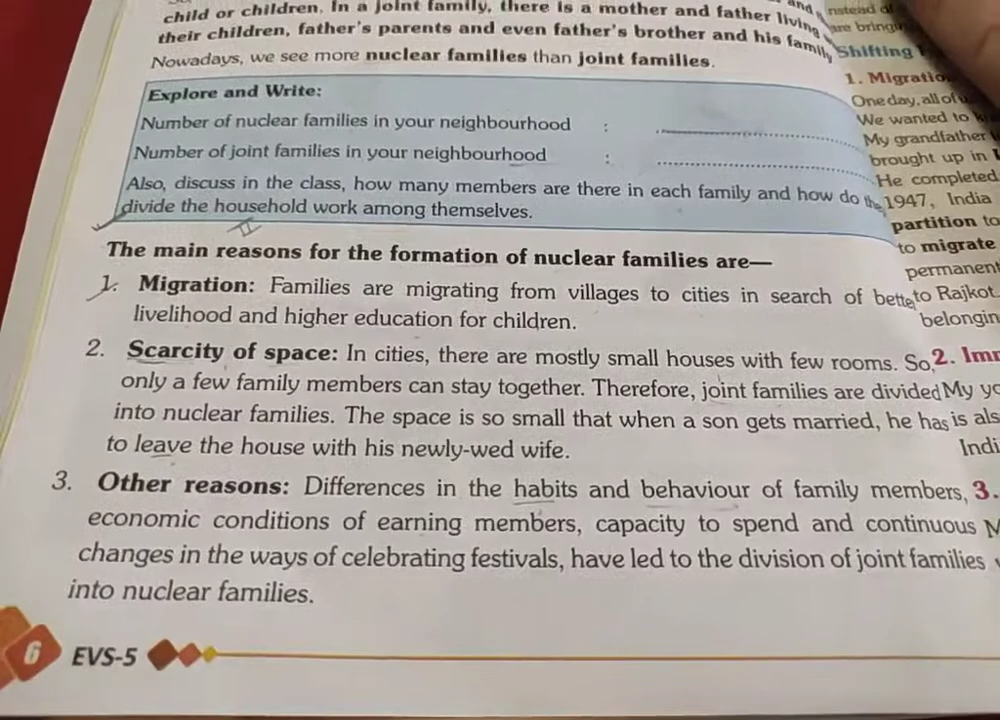 child or children. In a joint family, there is a mother and father living
their children, father's parents and even father's brother and his family
Nowadays, we see more nuclear families than joint families.
Explore and Write:
Number of nuclear families in your neighbourhood :
Number of joint families in your neighbourhood :
Also, discuss in the class, how many members are there in each family and how do the
divide the household work among themselves.
II
The main reasons for the formation of nuclear families are—
1. Migration: Families are migrating from villages to cities in search of bette
livelihood and higher education for children.
2. Scarcity of space: In cities, there are mostly small houses with few rooms. So,
only a few family members can stay together. Therefore, joint families are divided
into nuclear families. The space is so small that when a son gets married, he has
to leave the house with his newly-wed wife.
3. Other reasons: Differences in the habits and behaviour of family members,
economic conditions of earning members, capacity to spend and continuous
changes in the ways of celebrating festivals, have led to the division of joint families
into nuclear families.
6 EVS-5
and
nstead of
are bringi
Shifting
1. Migratio
One day, all of u
We wanted to
My grandfather
brought up in
He completed
1947, India
partition to
to migrate
permanent
to Rajkot.
belongin
2. Imm
My yo
is als
Indi
3.
M